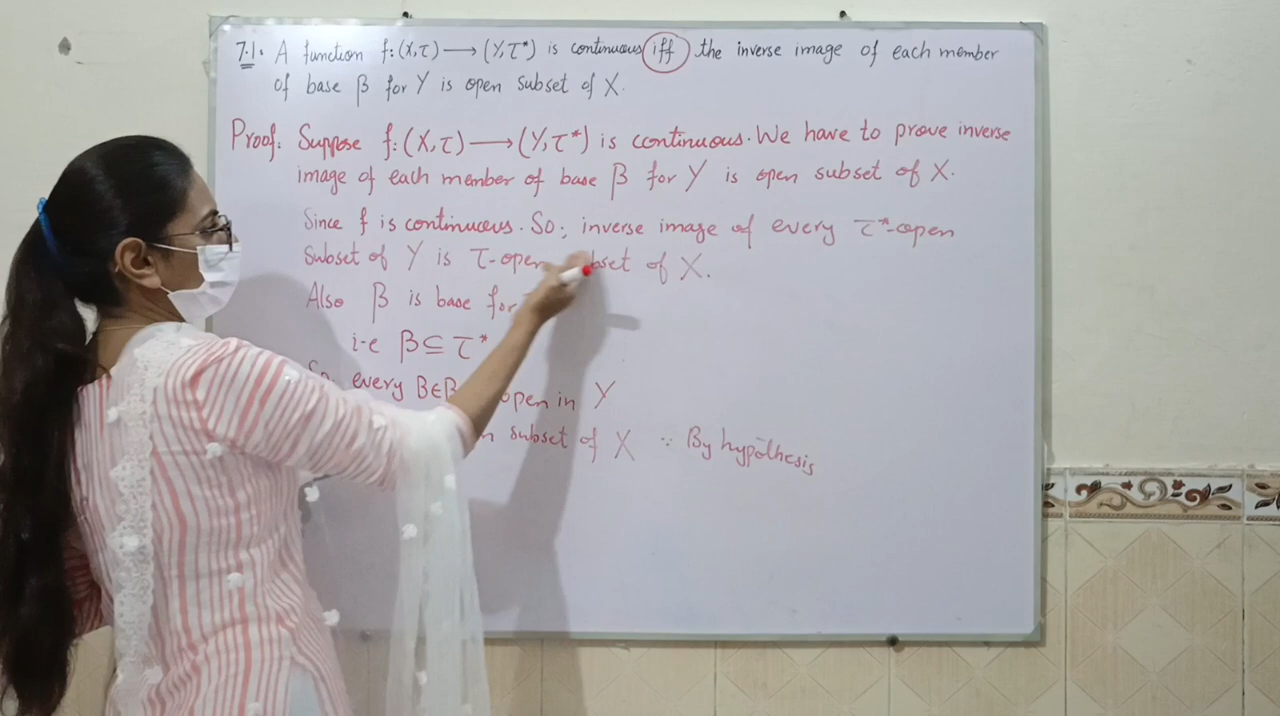 7.1: A function f:(X,τ)⟶(Y,τ*) is continuous iff the inverse image of each member
of base β for Y is open subset of X.
Proof: Suppose f:(X,τ)⟶(Y,τ*) is continuous. We have to prove inverse
image of each member of base β for Y is open subset of X.
Since f is continuous. So; inverse image of every τ*-open
Subset of Y is τ-open of X.
Also β is base for
i-e β⊆τ*
every B∈β open in Y
subset of X ∵ By hypothesis